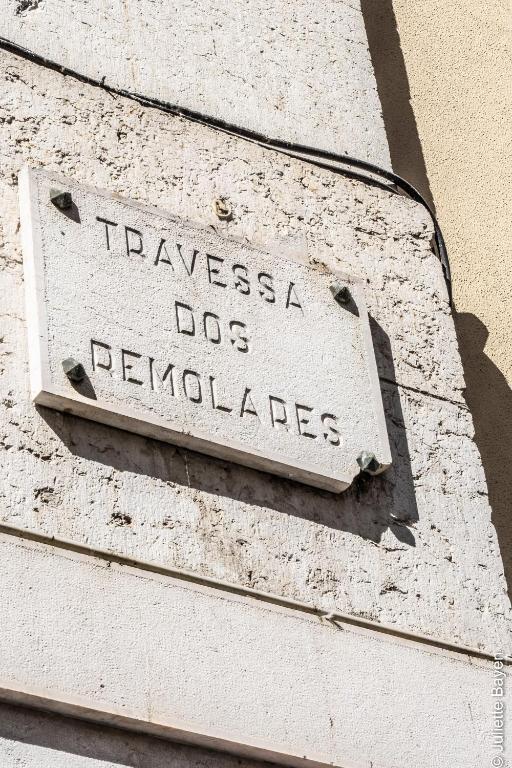 TRAVESSA
DOS
REMOLARES
© Juliette Bayen